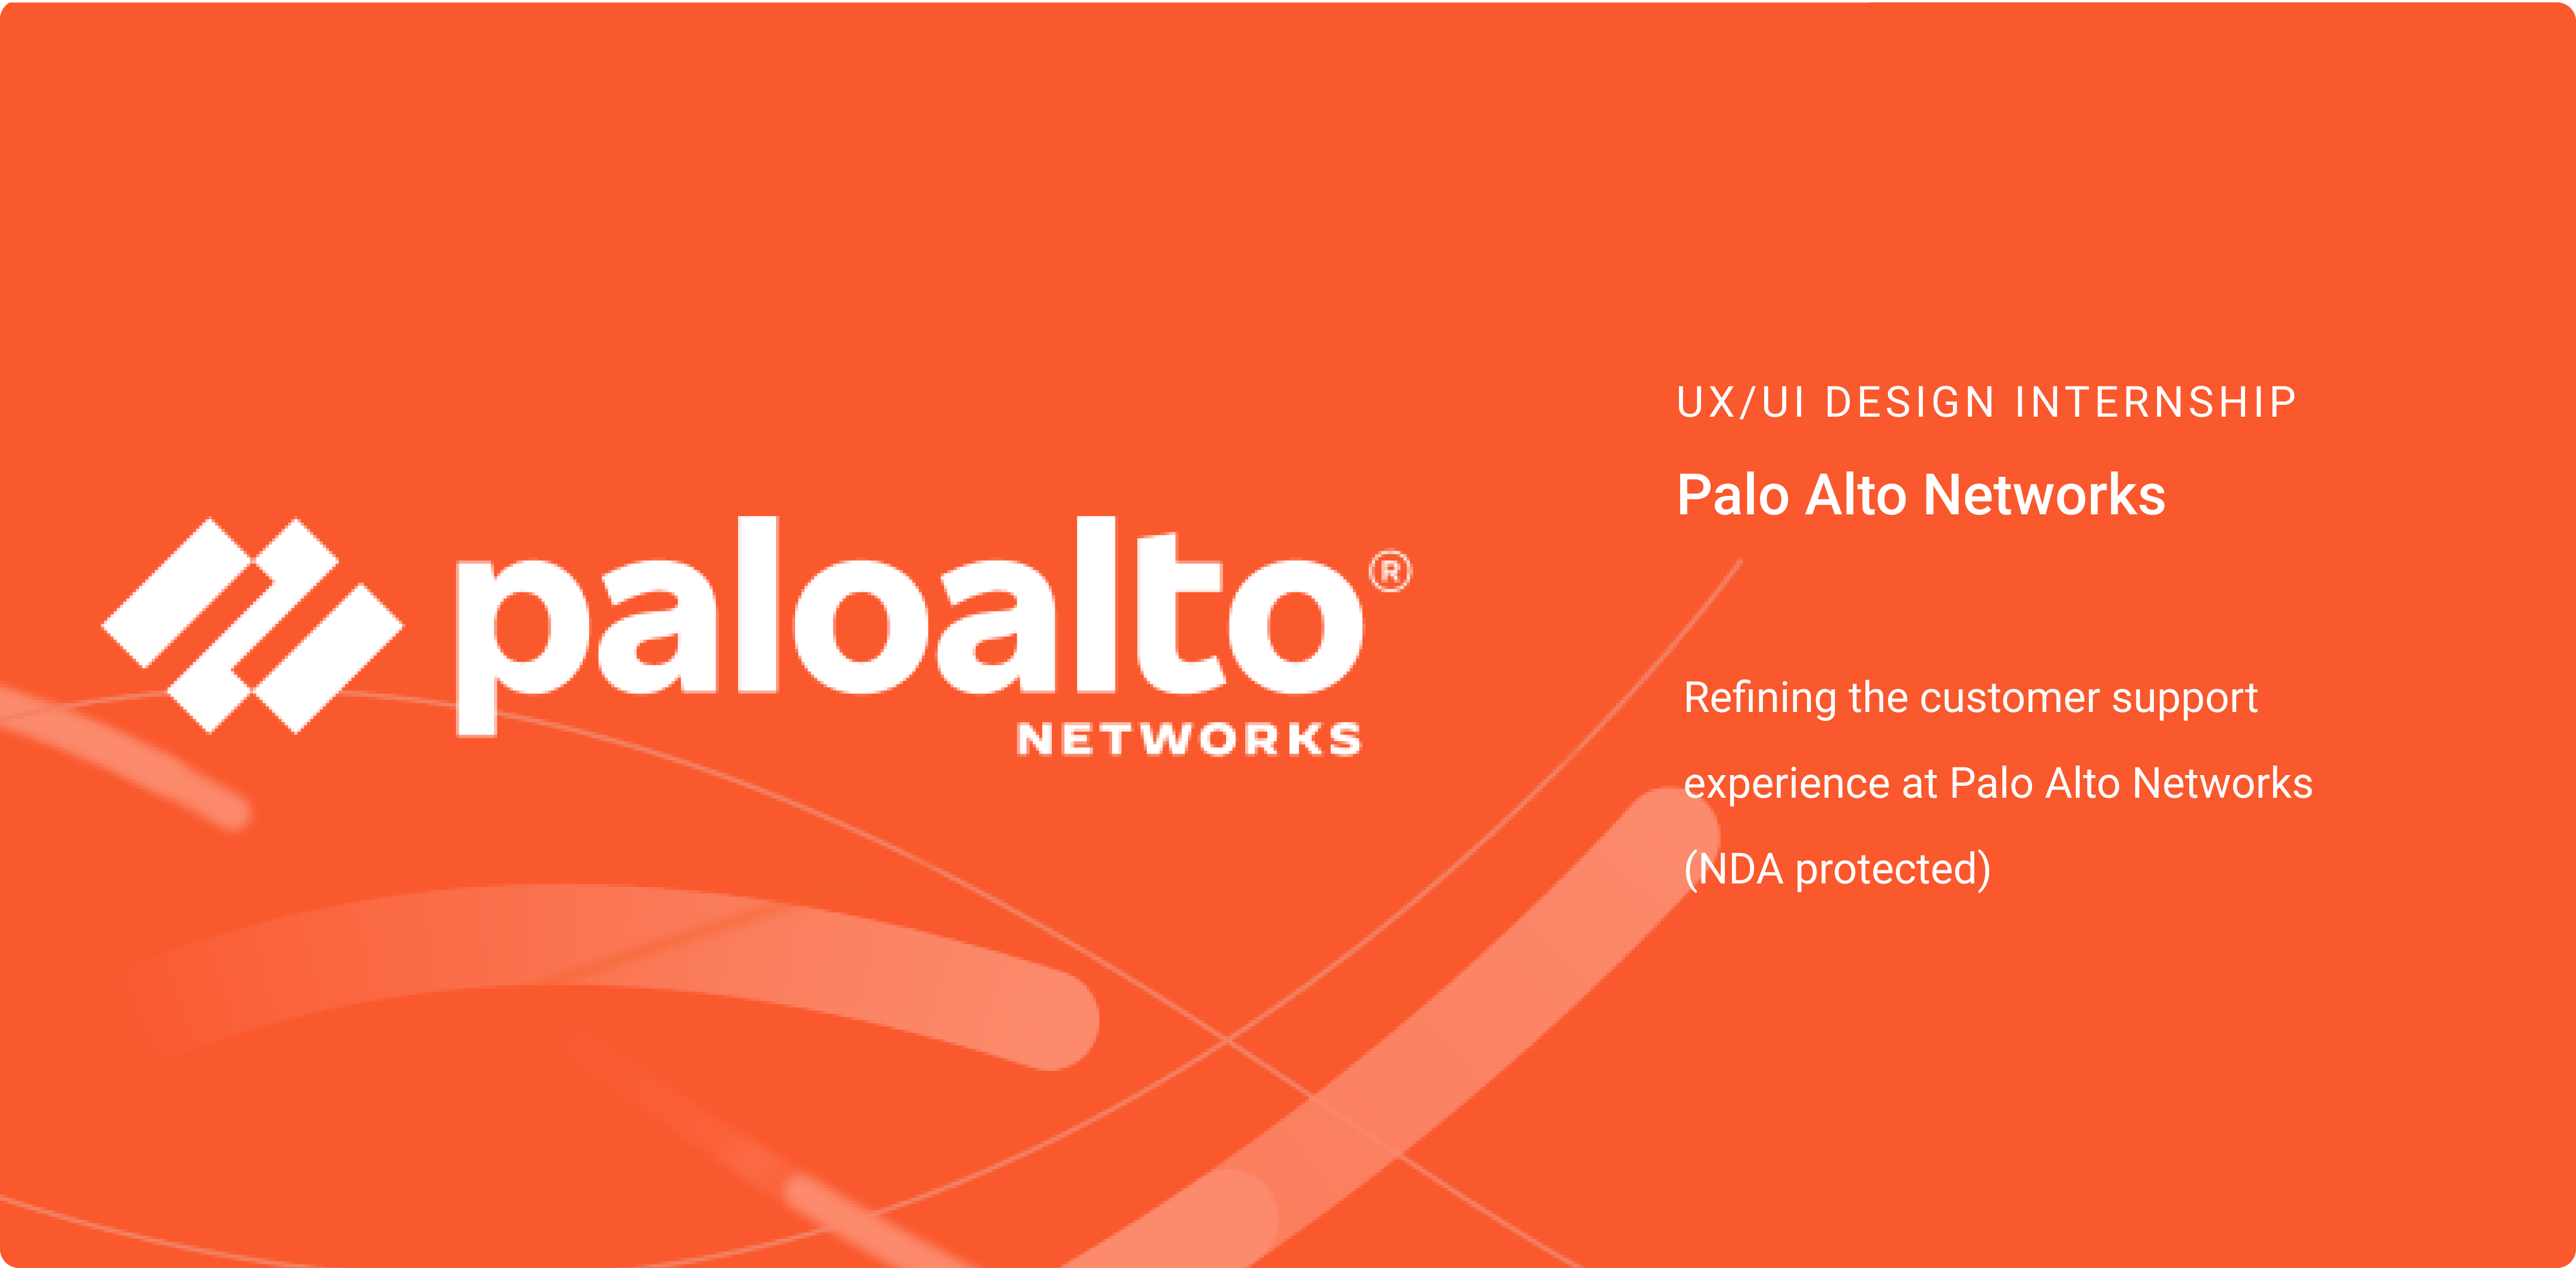 paloalto®
NETWORKS
UX/UI DESIGN INTERNSHIP
Palo Alto Networks
Refining the customer support
experience at Palo Alto Networks
(NDA protected)